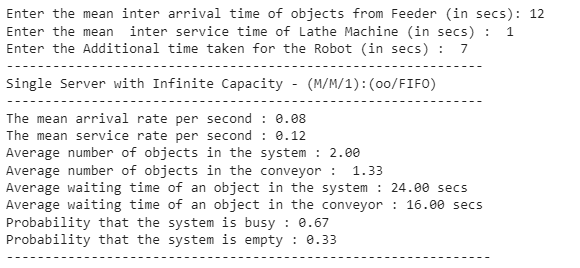 Enter the mean inter arrival time of objects from Feeder (in secs): 12
Enter the mean  inter service time of Lathe Machine (in secs) :  1
Enter the Additional time taken for the Robot (in secs) :  7
--------------------------------------------------------------
Single Server with Infinite Capacity - (M/M/1):(oo/FIFO)
--------------------------------------------------------------
The mean arrival rate per second : 0.08
The mean service rate per second : 0.12
Average number of objects in the system : 2.00
Average number of objects in the conveyor :  1.33
Average waiting time of an object in the system : 24.00 secs
Average waiting time of an object in the conveyor : 16.00 secs
Probability that the system is busy : 0.67
Probability that the system is empty : 0.33
---------------------------------------------------------------